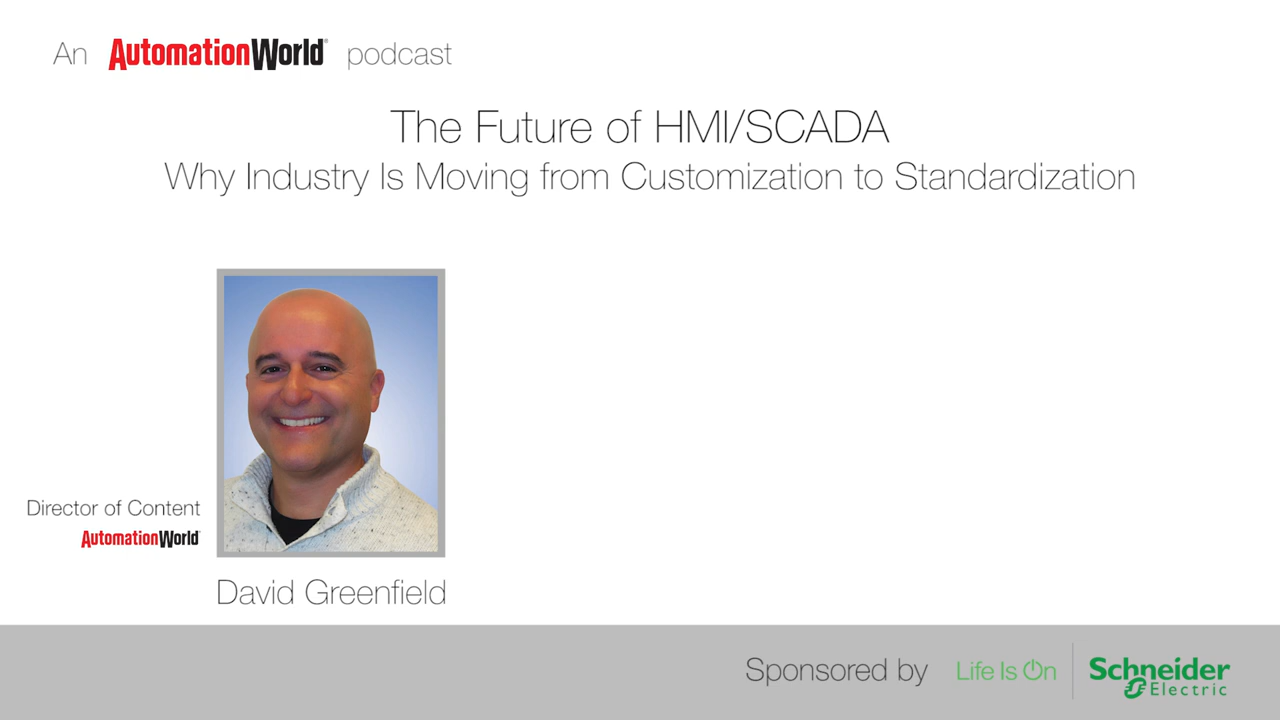 An AutomationWorld® podcast
The Future of HMI/SCADA
Why Industry Is Moving from Customization to Standardization
Director of Content
AutomationWorld®
David Greenfield
Sponsored by Life Is On Schneider Electric